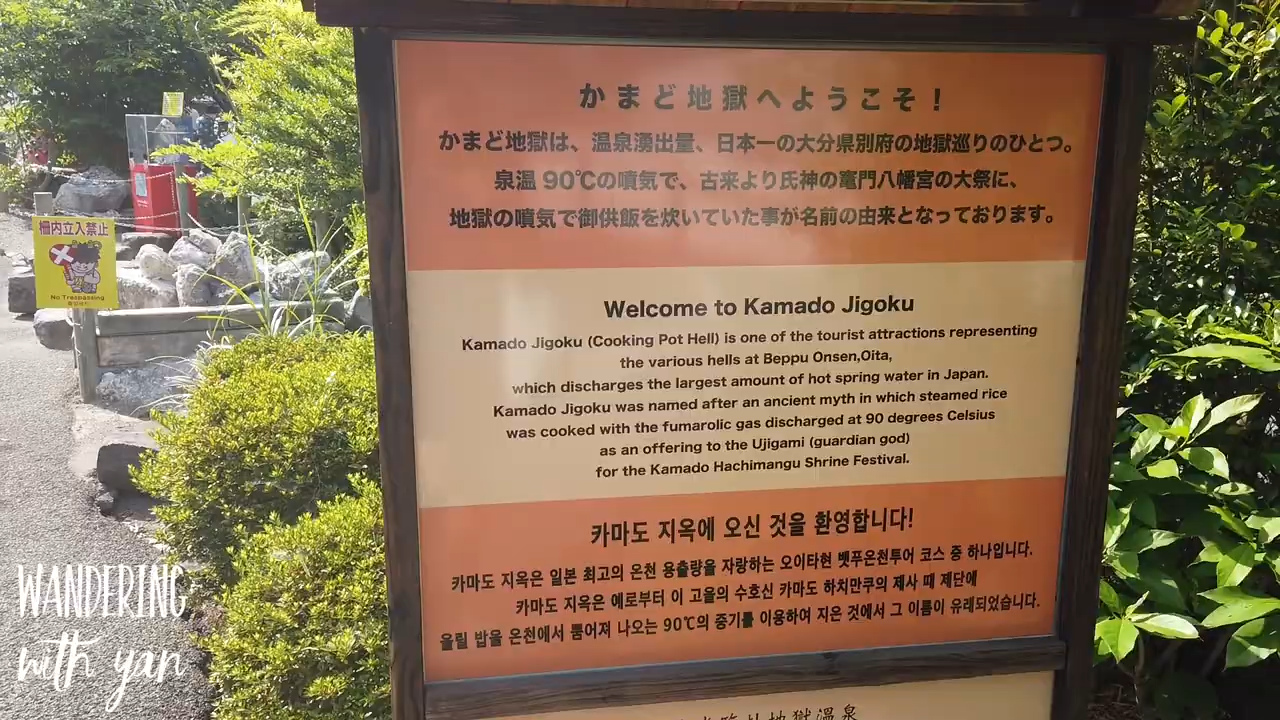 かまど地獄へようこそ!
かまど地獄は、温泉湧出量、日本一の大分県別府の地獄巡りのひとつ。
泉温90℃の噴気で、古来より氏神の竈門八幡宮の大祭に、
地獄の噴気で御供飯を炊いていた事が名前の由来となっております。
Welcome to Kamado Jigoku
Kamado Jigoku (Cooking Pot Hell) is one of the tourist attractions representing
the various hells at Beppu Onsen,Oita,
which discharges the largest amount of hot spring water in Japan.
Kamado Jigoku was named after an ancient myth in which steamed rice
was cooked with the fumarolic gas discharged at 90 degrees Celsius
as an offering to the Ujigami (guardian god)
for the Kamado Hachimangu Shrine Festival.
카마도 지옥에 오신 것을 환영합니다!
카마도 지옥은 일본 최고의 온천 용출량을 자랑하는 오이타현 벳푸온천투어 코스 중 하나입니다.
카마도 지옥은 예로부터 이 고을의 수호신 카마도 하치만쿠의 제사 때 제단에
올릴 밥을 온천에서 뿜어져 나오는 90℃의 중기를 이용하여 지은 것에서 그 이름이 유래되었습니다.
地獄温泉
柵内立入禁止
No Trespassing
WANDERING
with yan